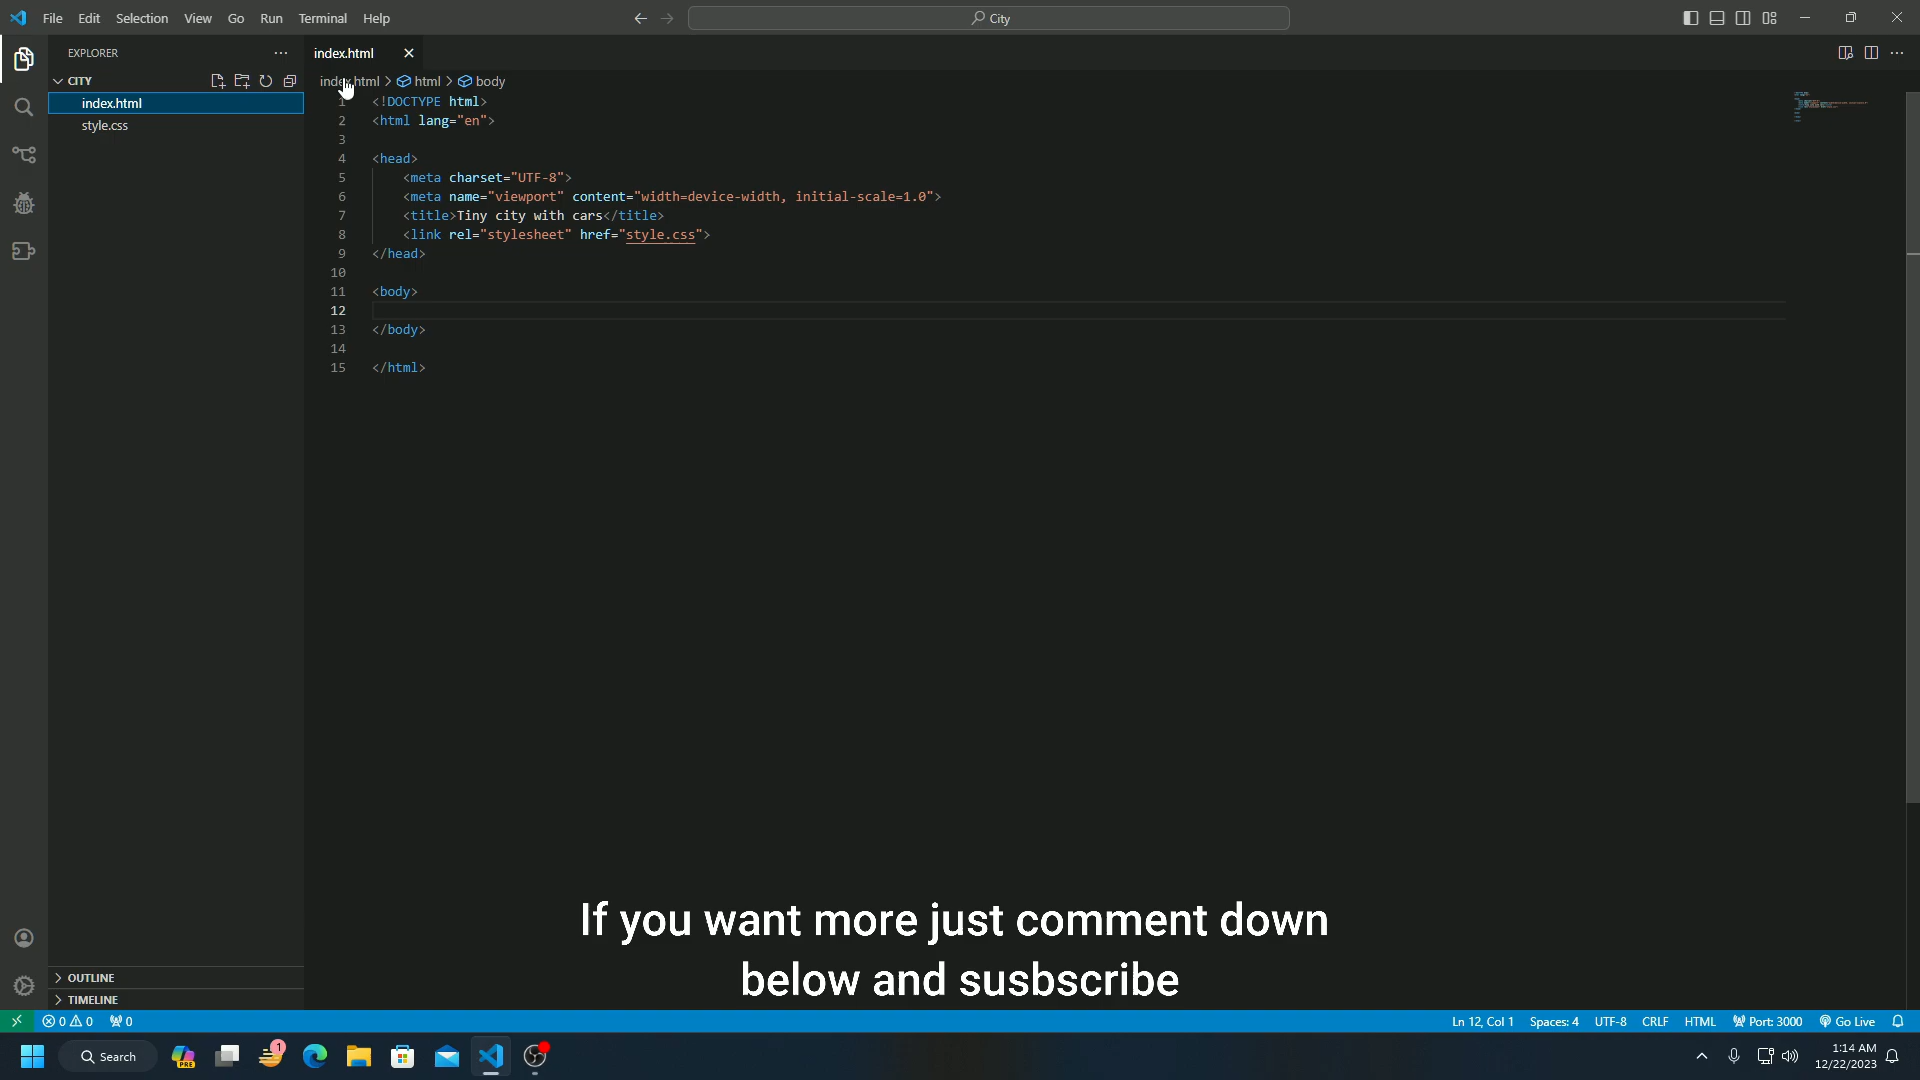 File Edit Selection View Go Run Terminal Help
City
EXPLORER
index.html
CITY
index.html > html > body
index.html
style.css
1 <!DOCTYPE html>
2 <html lang="en">
3
4 <head>
5 <meta charset="UTF-8">
6 <meta name="viewport" content="width=device-width, initial-scale=1.0">
7 <title>Tiny city with cars</title>
8 <link rel="stylesheet" href="style.css">
9 </head>
10
11 <body>
12
13 </body>
14
15 </html>
If you want more just comment down
below and susbscribe
OUTLINE
TIMELINE
0 0 0 Ln 12, Col 1 Spaces: 4 UTF-8 CRLF HTML Port: 3000 Go Live
Search
PRE
1
1:14 AM
12/22/2023